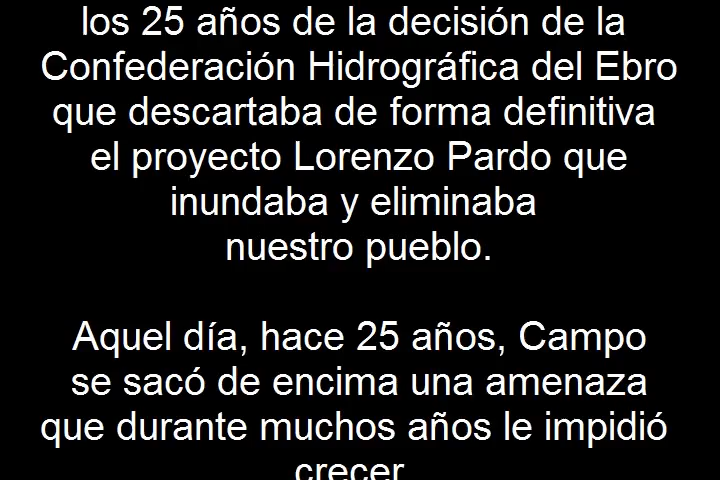 los 25 años de la decisión de la
Confederación Hidrográfica del Ebro
que descartaba de forma definitiva
el proyecto Lorenzo Pardo que
inundaba y eliminaba
nuestro pueblo.
Aquel día, hace 25 años, Campo
se sacó de encima una amenaza
que durante muchos años le impidió
crecer